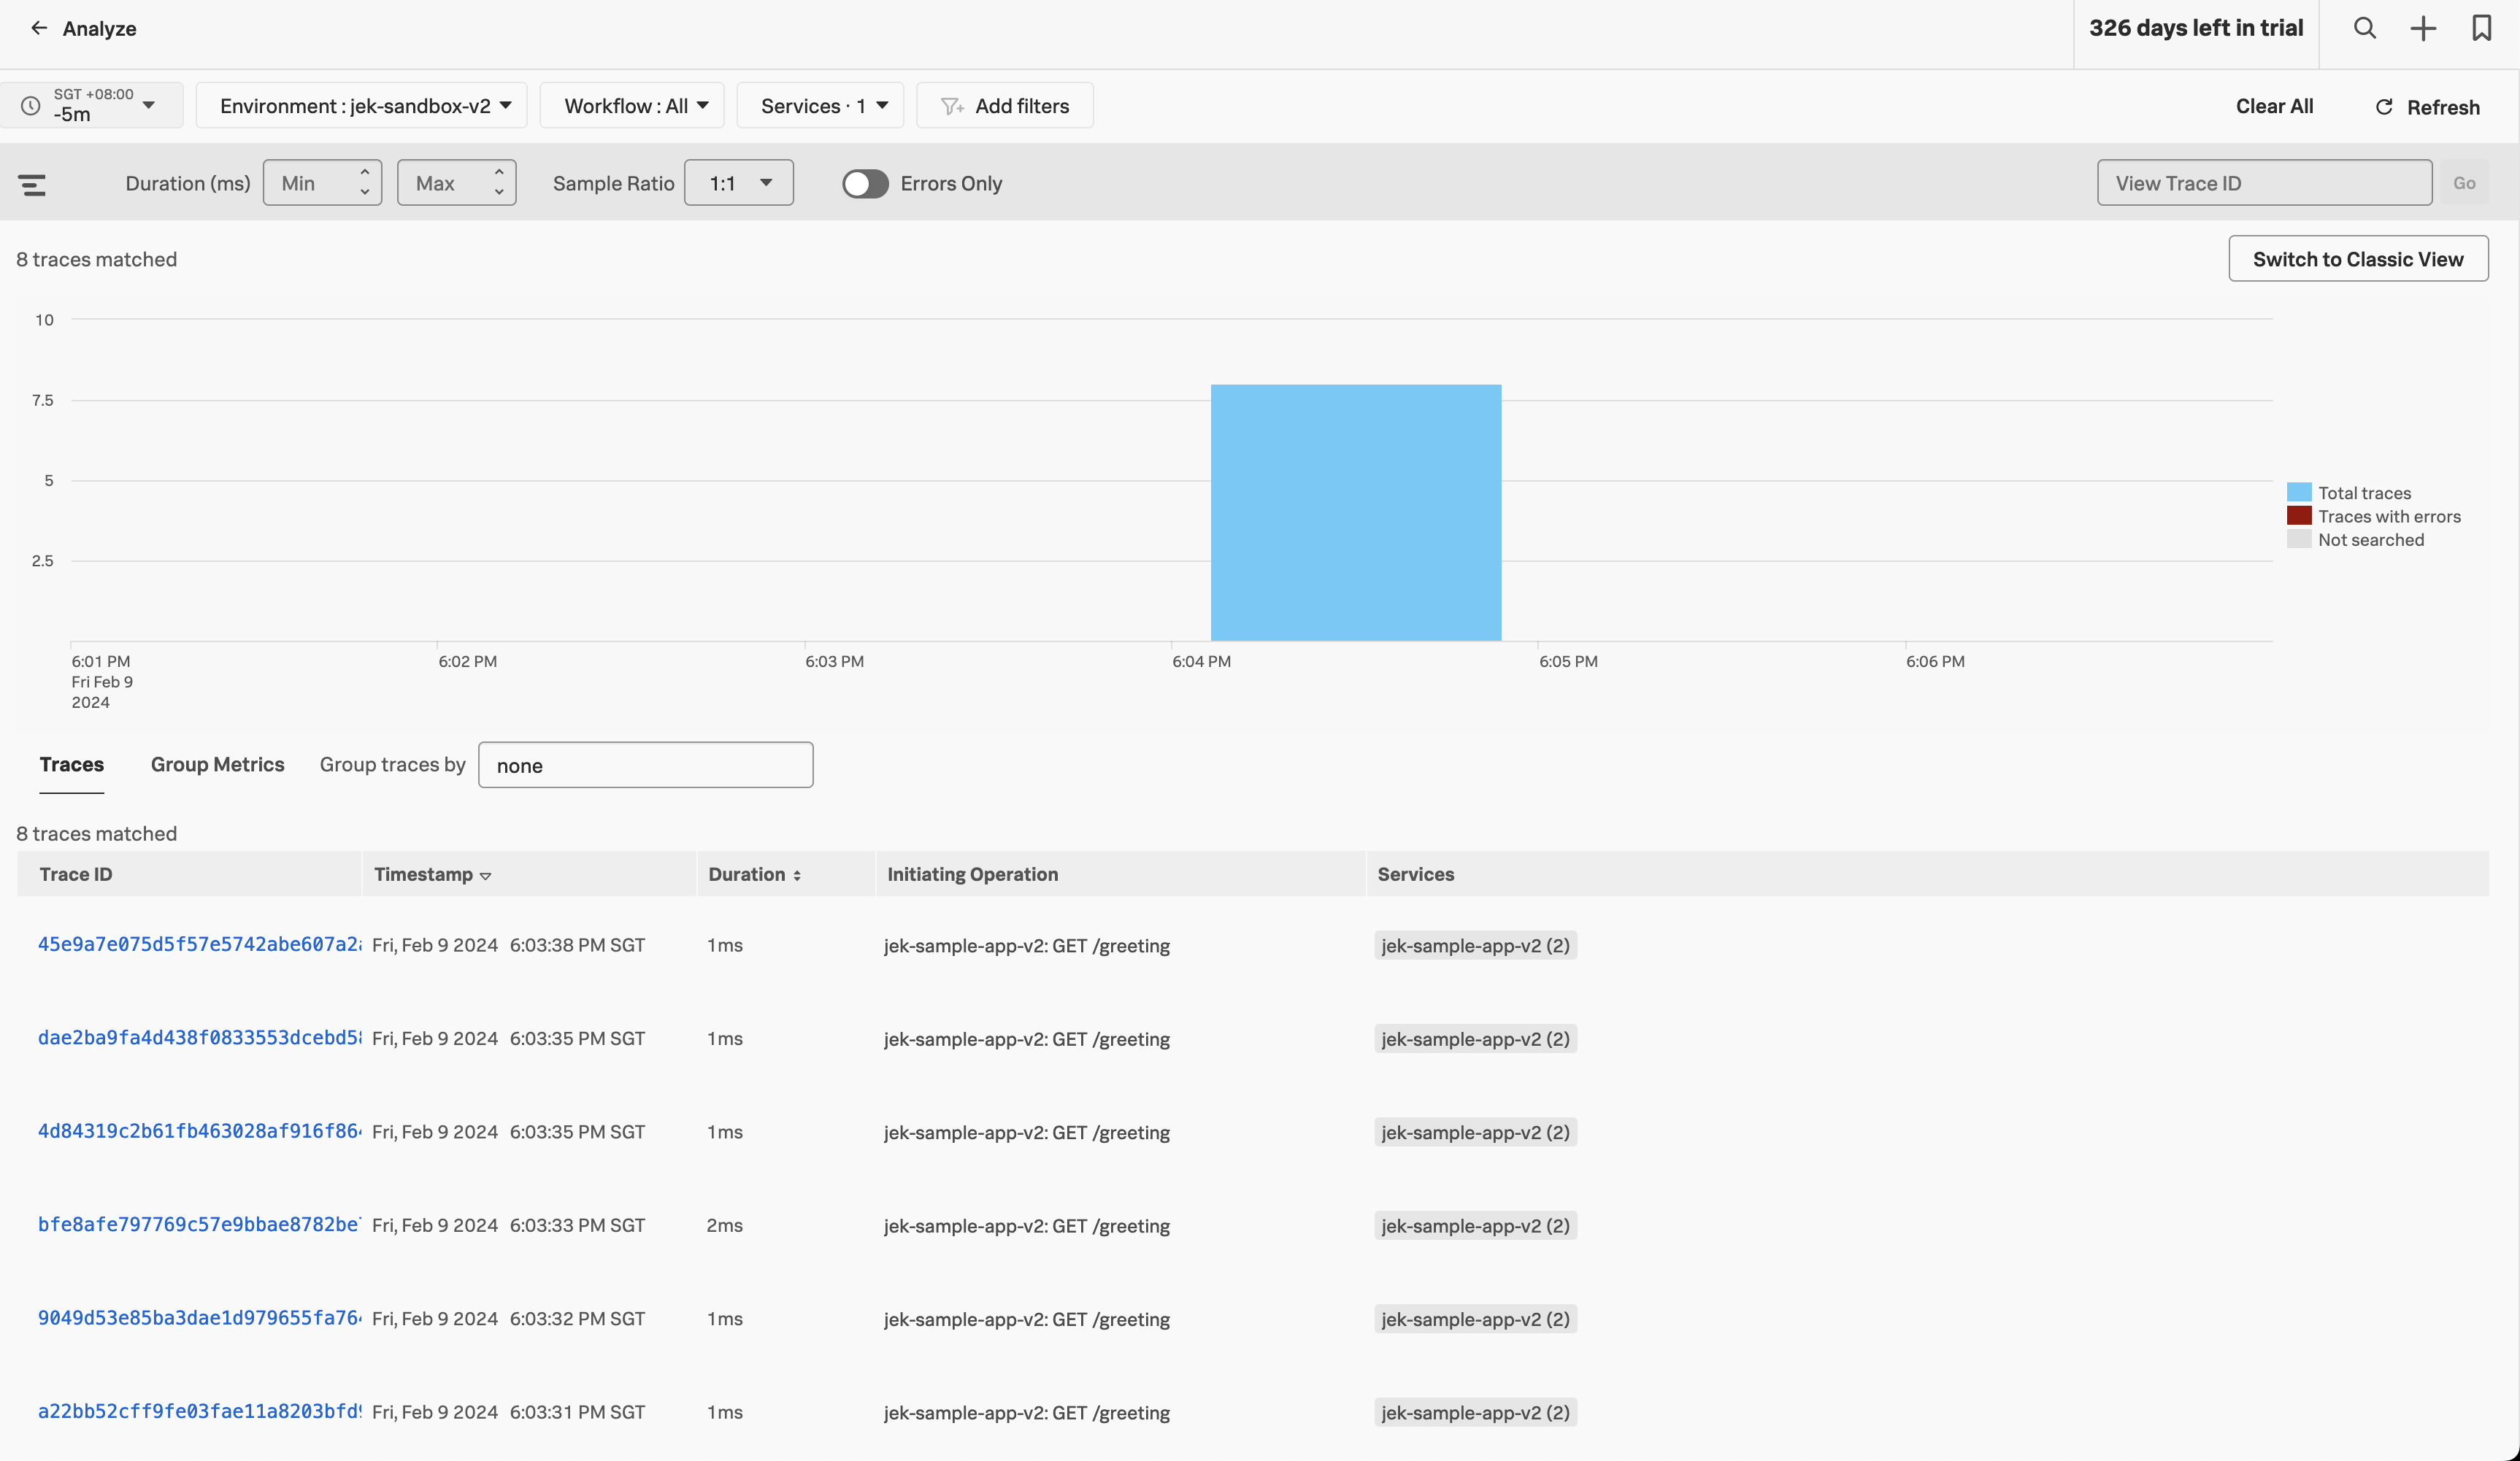 Analyze
326 days left in trial
SGT +08:00
-5m
Environment : jek-sandbox-v2
Workflow : All
Services · 1
Add filters
Clear All
Refresh
Duration (ms)
Min
Max
Sample Ratio
1:1
Errors Only
View Trace ID
Go
8 traces matched
Switch to Classic View
10
7.5
5
2.5
Total traces
Traces with errors
Not searched
6:01 PM
Fri Feb 9
2024
6:02 PM
6:03 PM
6:04 PM
6:05 PM
6:06 PM
Traces
Group Metrics
Group traces by
none
8 traces matched
Trace ID Timestamp Duration Initiating Operation Services
45e9a7e075d5f57e5742abe607a2 Fri, Feb 9 2024 6:03:38 PM SGT 1ms jek-sample-app-v2: GET /greeting jek-sample-app-v2 (2)
dae2ba9fa4d438f0833553dcebd5 Fri, Feb 9 2024 6:03:35 PM SGT 1ms jek-sample-app-v2: GET /greeting jek-sample-app-v2 (2)
4d84319c2b61fb463028af916f86 Fri, Feb 9 2024 6:03:35 PM SGT 1ms jek-sample-app-v2: GET /greeting jek-sample-app-v2 (2)
bfe8afe797769c57e9bbae8782be Fri, Feb 9 2024 6:03:33 PM SGT 2ms jek-sample-app-v2: GET /greeting jek-sample-app-v2 (2)
9049d53e85ba3dae1d979655fa76 Fri, Feb 9 2024 6:03:32 PM SGT 1ms jek-sample-app-v2: GET /greeting jek-sample-app-v2 (2)
a22bb52cff9fe03fae11a8203bfd Fri, Feb 9 2024 6:03:31 PM SGT 1ms jek-sample-app-v2: GET /greeting jek-sample-app-v2 (2)